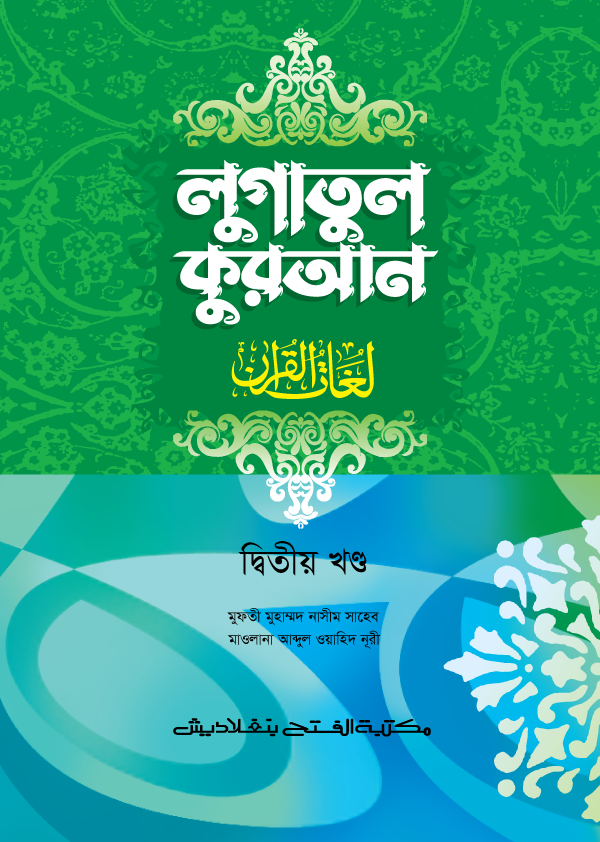 লুগাতুল
কুরআন
لغات القرآن
দ্বিতীয় খণ্ড
মুফতী মুহাম্মদ নাসীম সাহেব
মাওলানা আব্দুল ওয়াহিদ নূরী
مكتبة الفتح بنغلاديش